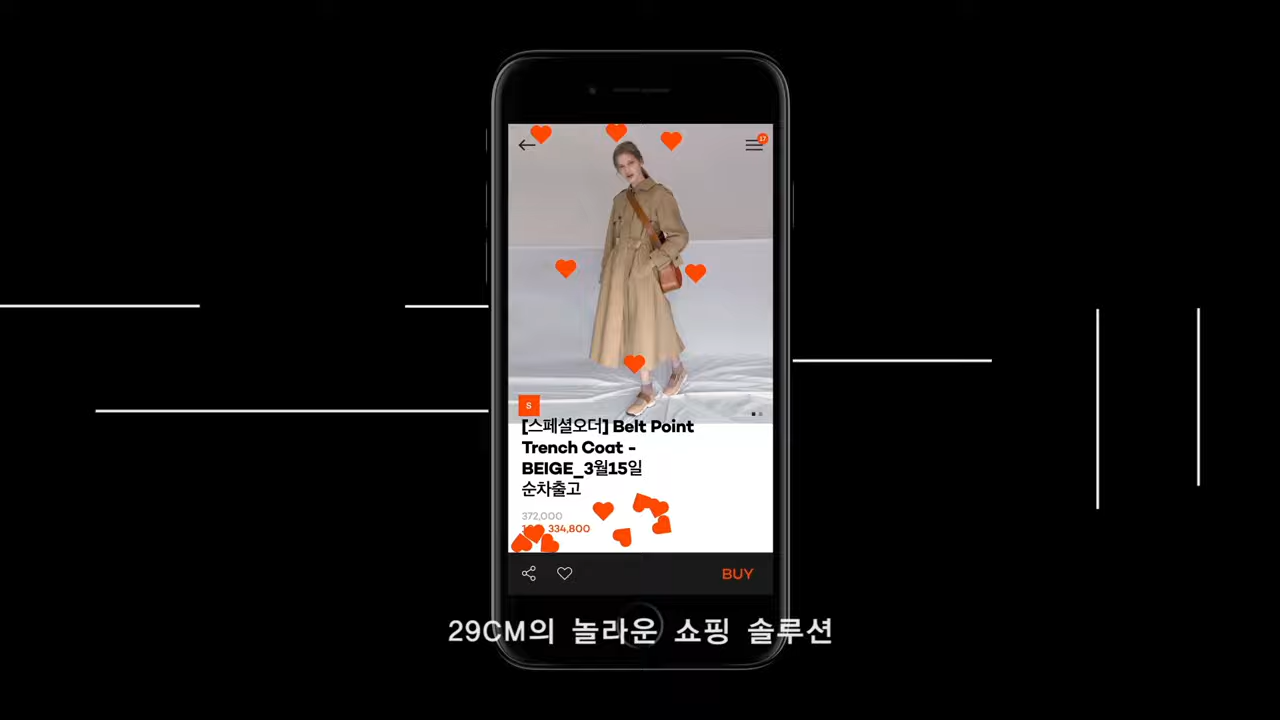 17
S
[스페셜오더] Belt Point
Trench Coat -
BEIGE_3월15일
순차출고
372,000
334,800
BUY
29CM의 놀라운 쇼핑 솔루션